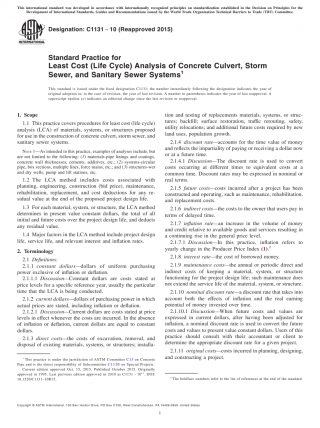 This international standard was developed in accordance with internationally recognized principles on standardization established in the Decision on Principles for the
Development of International Standards, Guides and Recommendations issued by the World Trade Organization Technical Barriers to Trade (TBT) Committee.
Designation: C1131 - 10 (Reapproved 2015)
Standard Practice for
Least Cost (Life Cycle) Analysis of Concrete Culvert, Storm
Sewer, and Sanitary Sewer Systems¹
This standard is issued under the fixed designation C1131; the number immediately following the designation indicates the year of
original adoption or, in the case of revision, the year of last revision. A number in parentheses indicates the year of last reapproval. A
superscript epsilon (ε) indicates an editorial change since the last revision or reapproval.
1. Scope
1.1 This practice covers procedures for least cost (life cycle)
analysis (LCA) of materials, systems, or structures proposed
for use in the construction of concrete culvert, storm sewer, and
sanitary sewer systems.
NOTE 1—As intended in this practice, examples of analyses include, but
are not limited to the following: (1) materials-pipe linings and coatings,
concrete wall thicknesses, cements, additives, etc.; (2) systems-circular
pipe, box sections, multiple lines, force mains, etc.; and (3) structures-wet
and dry wells, pump and lift stations, etc.
1.2 The LCA method includes costs associated with
planning, engineering, construction (bid price), maintenance,
rehabilitation, replacement, and cost deductions for any re-
sidual value at the end of the proposed project design life.
1.3 For each material, system, or structure, the LCA method
determines in present value constant dollars, the total of all
initial and future costs over the project design life, and deducts
any residual value.
1.4 Major factors in the LCA method include project design
life, service life, and relevant interest and inflation rates.
2. Terminology
2.1 Definitions:
2.1.1 constant dollars—dollars of uniform purchasing
power exclusive of inflation or deflation.
2.1.1.1 Discussion—Constant dollars are costs stated at
price levels for a specific reference year, usually the particular
time that the LCA is being conducted.
2.1.2 current dollars—dollars of purchasing power in which
actual prices are stated, including inflation or deflation.
2.1.2.1 Discussion—Current dollars are costs stated at price
levels in effect whenever the costs are incurred. In the absence
of inflation or deflation, current dollars are equal to constant
dollars.
2.1.3 direct costs—the costs of excavation, removal, and
disposal of existing materials, systems, or structures; installa-
¹ This practice is under the jurisdiction of ASTM Committee C13 on Concrete
Pipe and is the direct responsibility of Subcommittee C13.05 on Special Projects.
Current edition approved Oct. 15, 2015. Published October 2015. Originally
approved in 1995. Last previous edition approved in 2010 as C1131 – 10
tion and testing of replacements materials, systems, or struc-
tures; backfill; surface restoration, traffic rerouting, safety,
utility relocations; and additional future costs required by new
land uses, population growth.
2.1.4 discount rate—accounts for the time value of money
and reflects the impartiality of paying or receiving a dollar now
or at a future time.
2.1.4.1 Discussion—The discount rate is used to convert
costs occurring at different times to equivalent costs at a
common time. Discount rates may be expressed in nominal or
real terms.
2.1.5 future costs—costs incurred after a project has been
constructed and operating, such as maintenance, rehabilitation,
and replacement costs.
2.1.6 indirect costs—the costs to the owner that users pay in
terms of delayed time.
2.1.7 inflation rate—an increase in the volume of money
and credit relative to available goods and services resulting in
a continuing rise in the general price level.
2.1.7.1 Discussion—In this practice, inflation refers to
yearly change in the Producer Price Index (1).²
2.1.8 interest rate—the cost of borrowed money.
2.1.9 maintenance costs—the annual or periodic direct and
indirect costs of keeping a material, system, or structure
functioning for the project design life; such maintenance does
not extend the service life of the material, system, or structure.
2.1.10 nominal discount rate—a discount rate that takes into
account both the effects of inflation and the real earning
potential of money invested over time.
2.1.10.1 Discussion—When future costs and values are
expressed in current dollars, after having been adjusted for
inflation, a nominal discount rate is used to convert the future
costs and values to present value constant dollars. Users of this
practice should consult with their accountant or client to
determine the appropriate discount rate for a given project.
2.1.11 original costs—costs incurred in planning, designing,
and constructing a project.
² The boldface numbers refer to the list of references at the end of the standard.
1